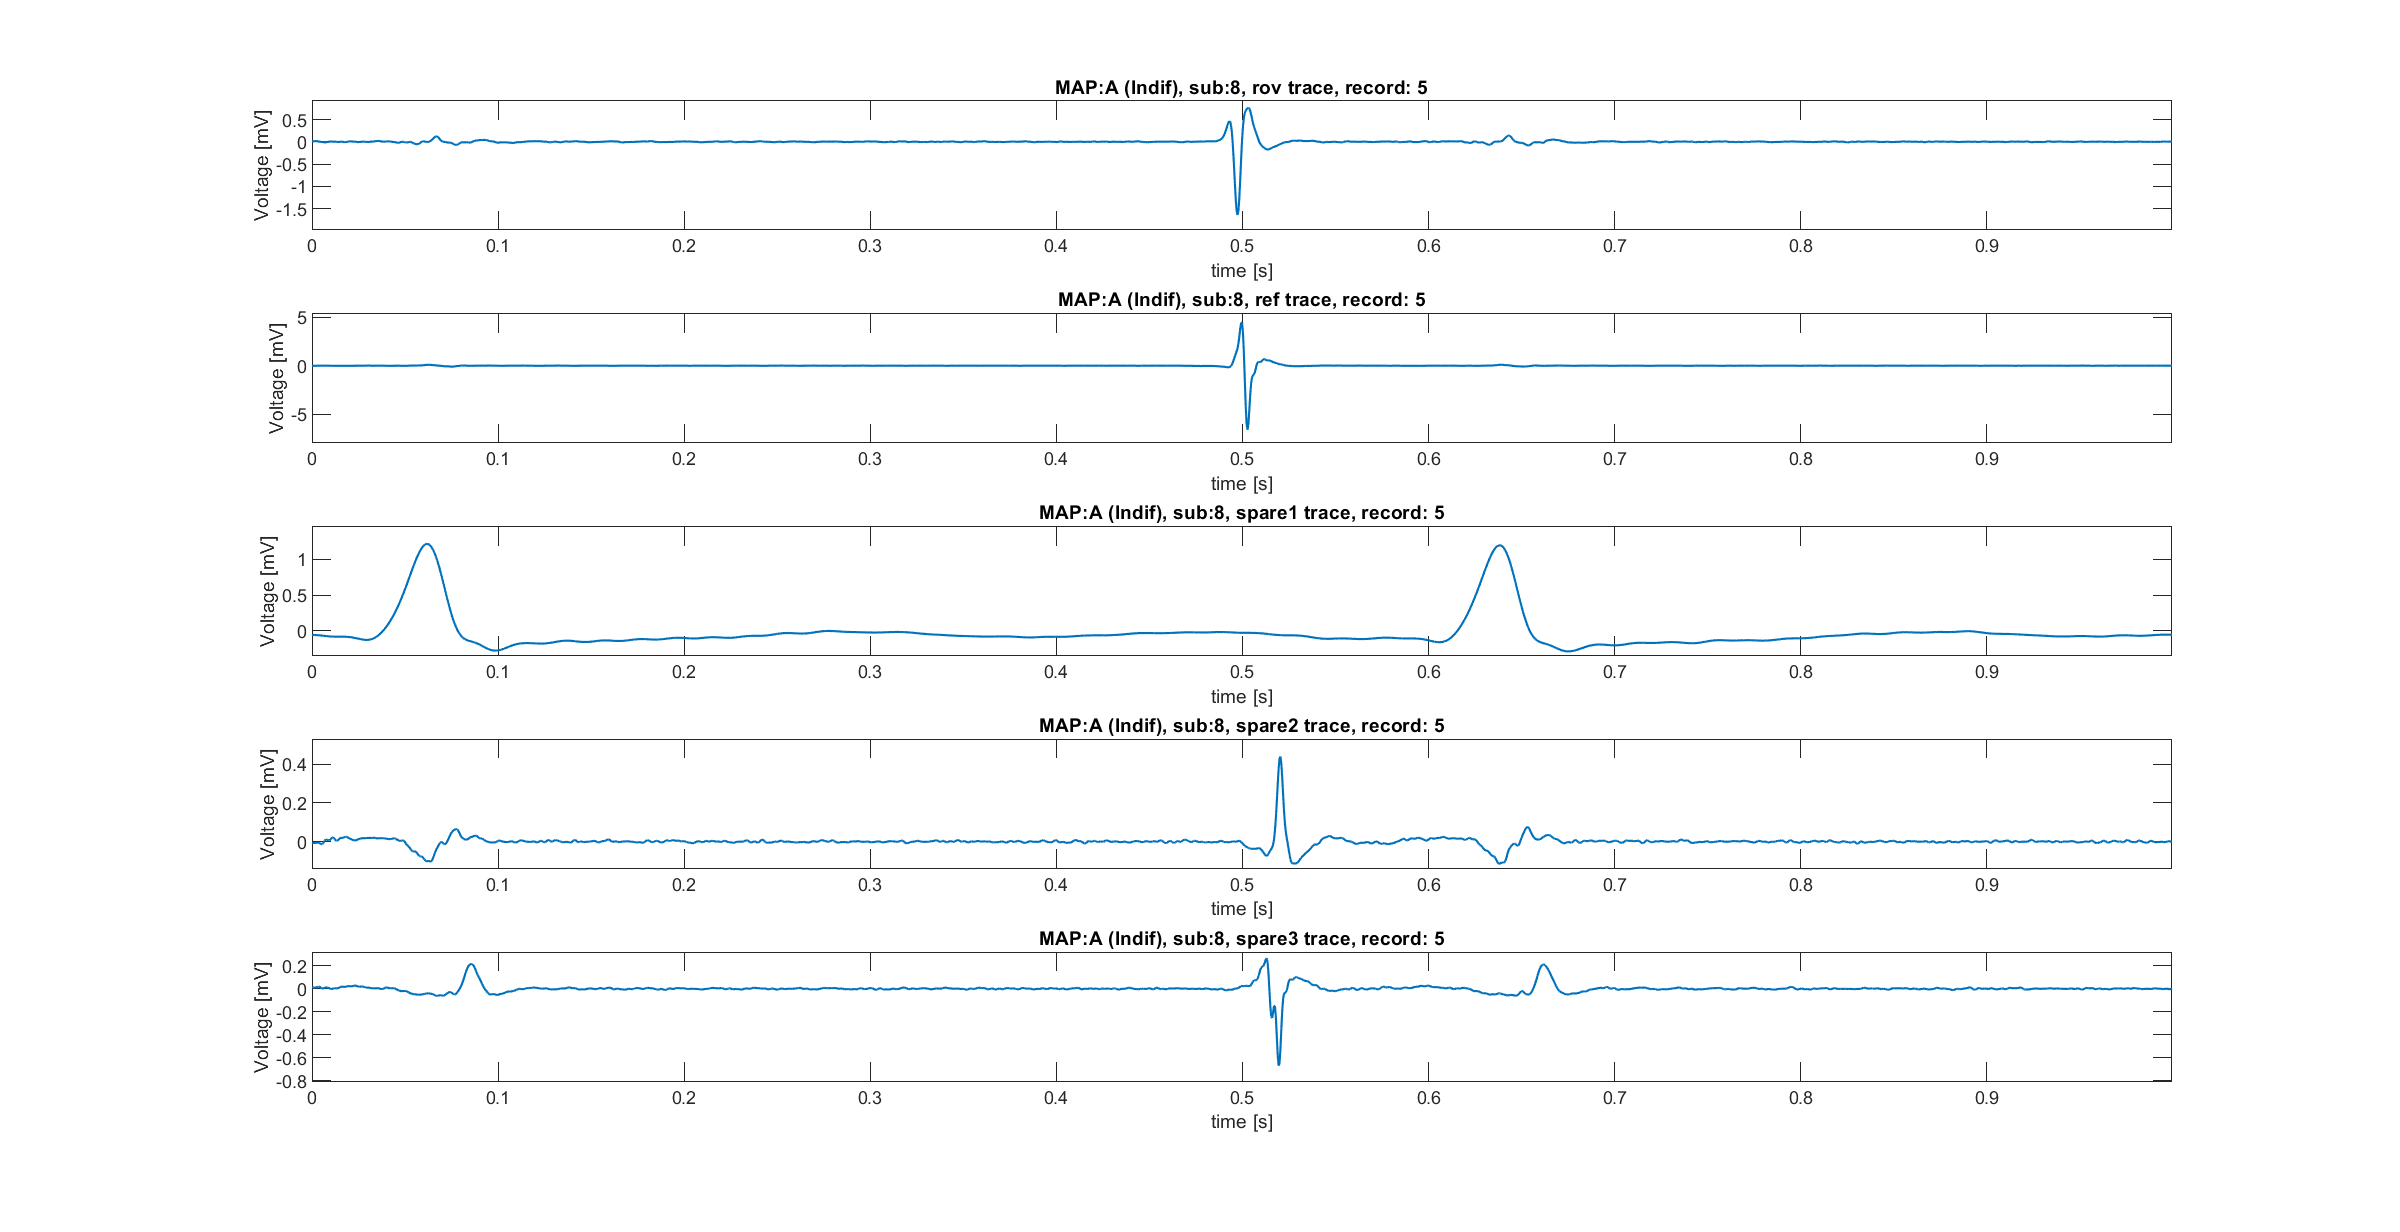 MAP:A (Indif), sub:8, rov trace, record: 5
Voltage [mV]
0.5
0
-0.5
-1
-1.5
0 0.1 0.2 0.3 0.4 0.5 0.6 0.7 0.8 0.9
time [s]
MAP:A (Indif), sub:8, ref trace, record: 5
Voltage [mV]
5
0
-5
0 0.1 0.2 0.3 0.4 0.5 0.6 0.7 0.8 0.9
time [s]
MAP:A (Indif), sub:8, spare1 trace, record: 5
Voltage [mV]
1
0.5
0
0 0.1 0.2 0.3 0.4 0.5 0.6 0.7 0.8 0.9
time [s]
MAP:A (Indif), sub:8, spare2 trace, record: 5
Voltage [mV]
0.4
0.2
0
0 0.1 0.2 0.3 0.4 0.5 0.6 0.7 0.8 0.9
time [s]
MAP:A (Indif), sub:8, spare3 trace, record: 5
Voltage [mV]
0.2
0
-0.2
-0.4
-0.6
-0.8
0 0.1 0.2 0.3 0.4 0.5 0.6 0.7 0.8 0.9
time [s]